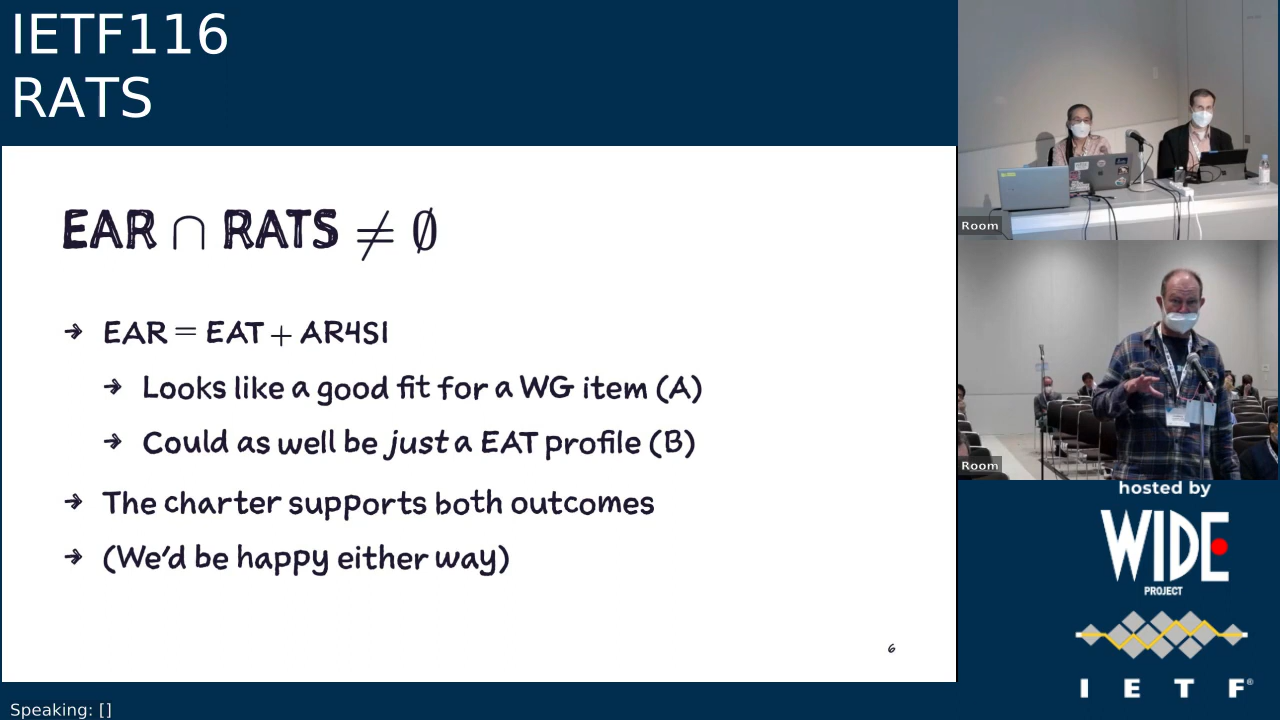 IETF116
RATS
EAR ∩ RATS ≠ ∅
→ EAR = EAT + AR4SI
→ Looks like a good fit for a WG item (A)
→ Could as well be just a EAT profile (B)
→ The charter supports both outcomes
→ (We'd be happy either way)
6
Room
Room
hosted by
WIDE
PROJECT
I E T F®
Speaking: []